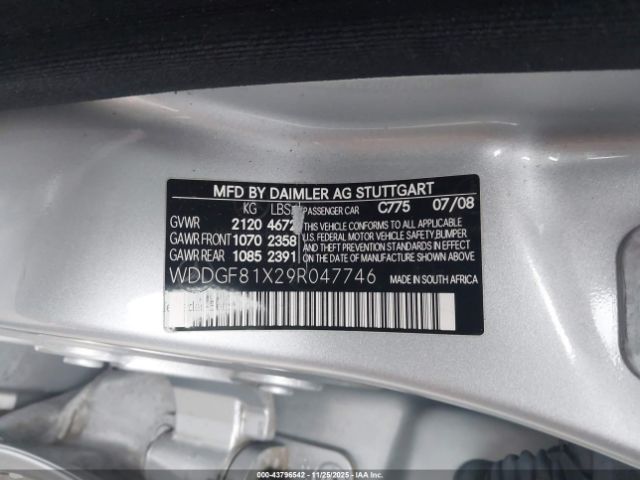 MFD BY DAIMLER AG STUTTGART
KG LBS PASSENGER CAR C775 07/08
GVWR 2120 4672 THIS VEHICLE CONFORMS TO ALL APPLICABLE
GAWR FRONT 1070 2358 U.S. FEDERAL MOTOR VEHICLE SAFETY, BUMPER
GAWR REAR 1085 2391 AND THEFT PREVENTION STANDARDS IN EFFECT
ON THE DATE OF MANUFACTURE SHOWN ABOVE
WDDGF81X29R047746 MADE IN SOUTH AFRICA
000-43796542 - 11/25/2025 - IAAHOLDINGS, LLC - COPYRIGHT